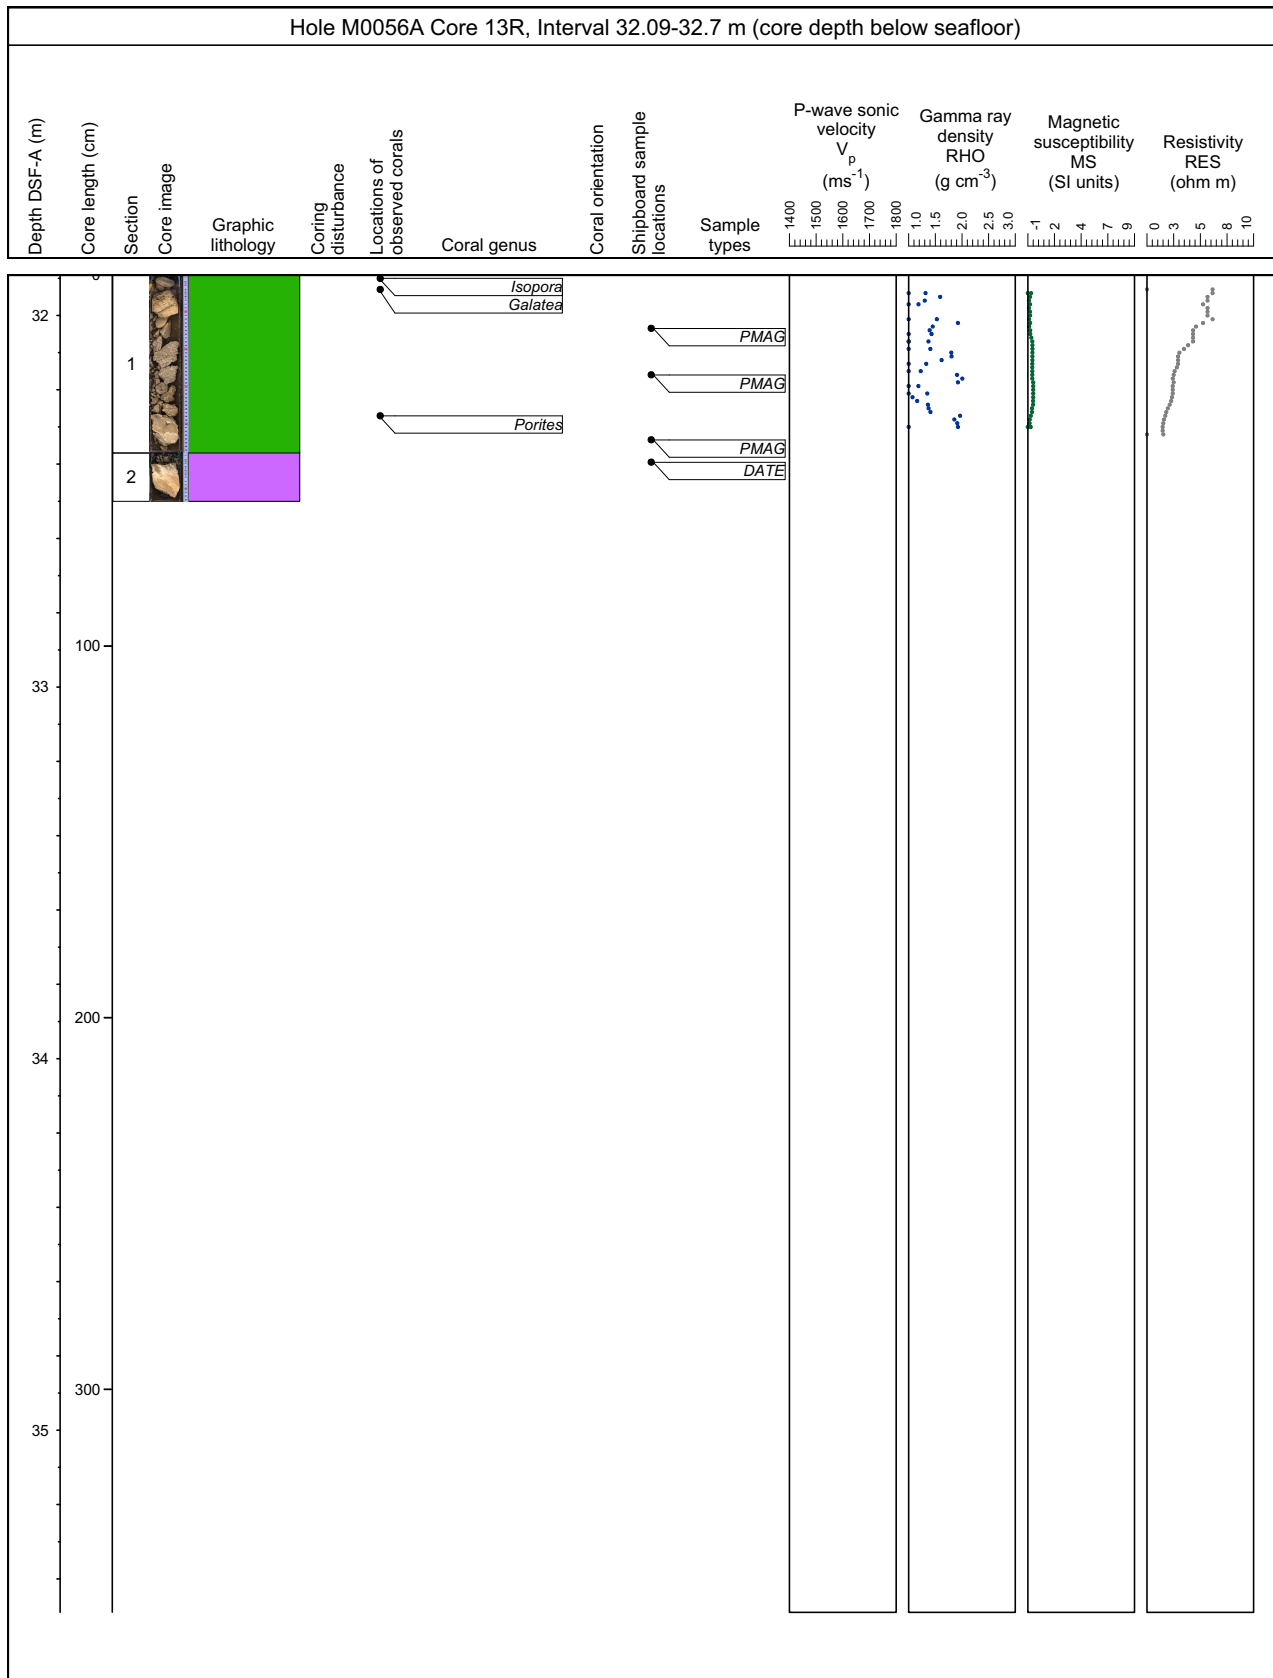 Hole M0056A Core 13R, Interval 32.09-32.7 m (core depth below seafloor)
Depth DSF-A (m)
Core length (cm)
Section
Core image
Graphic
lithology
Coring
disturbance
Locations of
observed corals
Coral genus
Coral orientation
Shipboard sample
locations
Sample
types
P-wave sonic
velocity
Vp
(ms-1)
1400 1500 1600 1700 1800
Gamma ray
density
RHO
(g cm-3)
1.0 1.5 2.0 2.5 3.0
Magnetic
susceptibility
MS
(SI units)
-1 2 4 7 9
Resistivity
RES
(ohm m)
0 3 5 8 10
0
Isopora
Galatea
32
PMAG
1
PMAG
Porites
PMAG
DATE
2
100
33
200
34
300
35